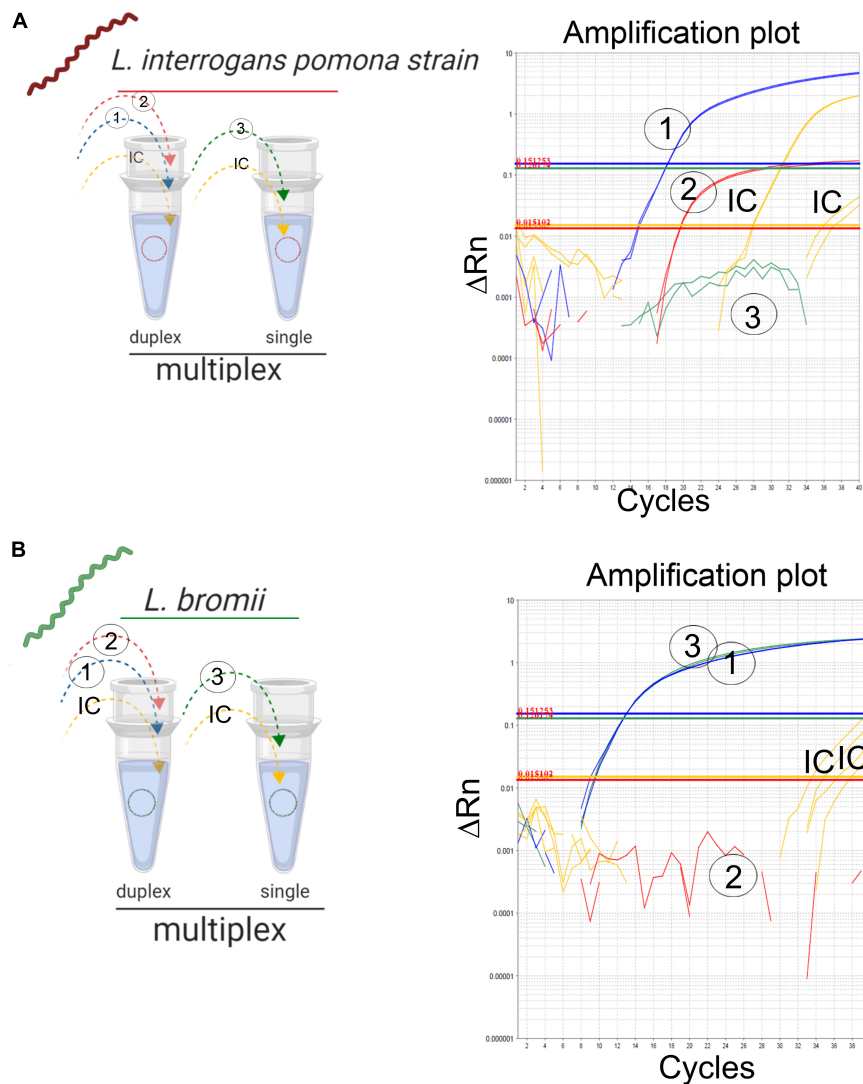 A
L. interrogans pomona strain
2
1
3
IC
IC
duplex
single
multiplex
Amplification plot
10
1
0.1
0.01
0.001
0.0001
0.00001
0.000001
0.151253
0.015102
1
2
IC
IC
3
ΔRn
2 4 6 8 10 12 14 16 18 20 22 24 26 28 30 32 34 36 38 40
Cycles
B
L. bromii
2
1
3
IC
IC
duplex
single
multiplex
Amplification plot
10
1
0.1
0.01
0.001
0.0001
0.00001
0.000001
0.151253
0.015102
3
1
IC
IC
2
ΔRn
2 4 6 8 10 12 14 16 18 20 22 24 26 28 30 32 34 36 38
Cycles